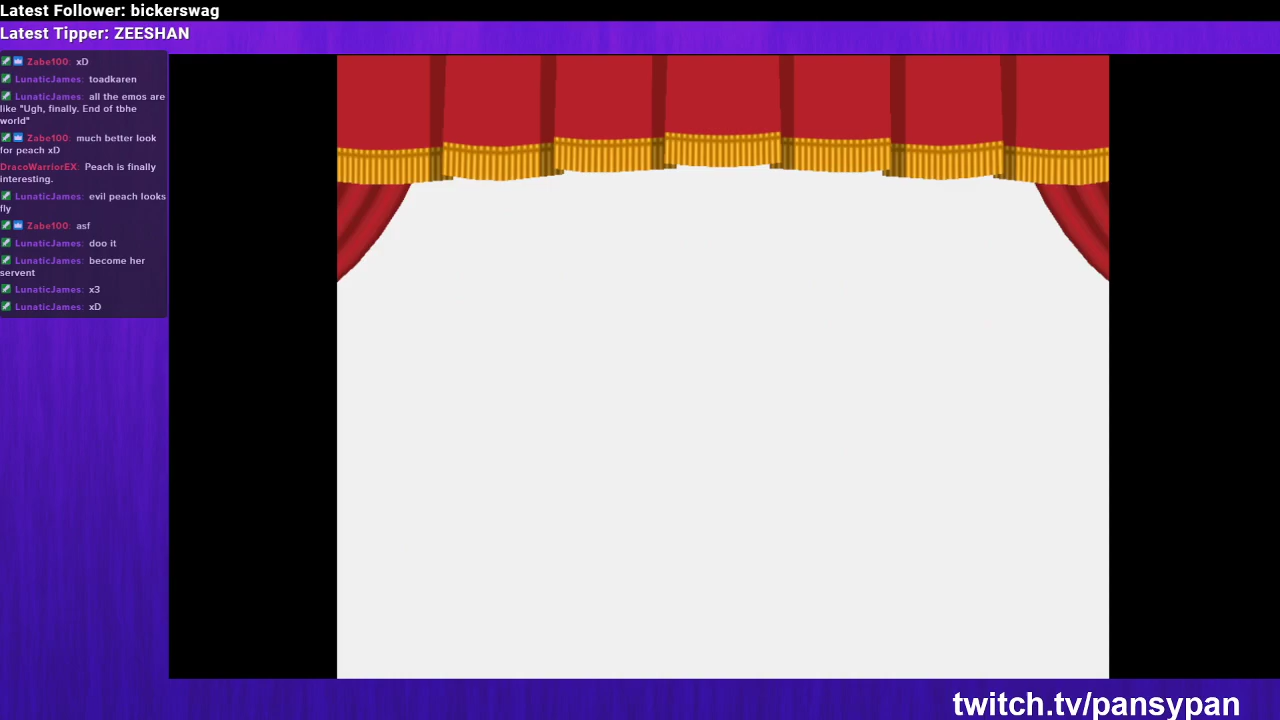 Latest Follower: bickerswag
Latest Tipper: ZEESHAN
Zabe100: xD
LunaticJames: toadkaren
LunaticJames: all the emos are
like "Ugh, finally. End of tbhe
world"
Zabe100: much better look
for peach xD
DracoWarriorEX: Peach is finally
interesting.
LunaticJames: evil peach looks
fly
Zabe100: asf
LunaticJames: doo it
LunaticJames: become her
servent
LunaticJames: x3
LunaticJames: xD
twitch.tv/pansypan